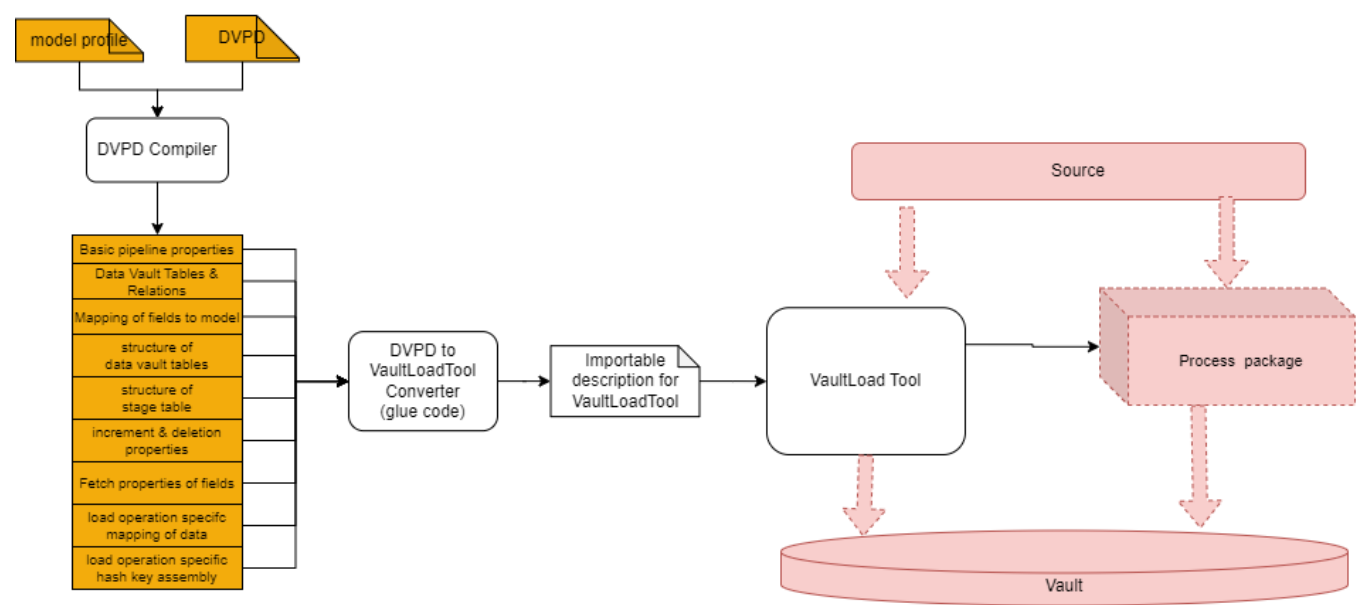 model profile
DVPD
DVPD Compiler
Basic pipeline properties
Data Vault Tables &
Relations
Mapping of fields to model
structure of
data vault tables
structure of
stage table
increment & deletion
properties
Fetch properties of fields
load operation specifc
mapping of data
load operation specific
hash key assembly
DVPD to
VaultLoadTool
Converter
(glue code)
Importable
description for
VaultLoadTool
VaultLoad Tool
Source
Process package
Vault